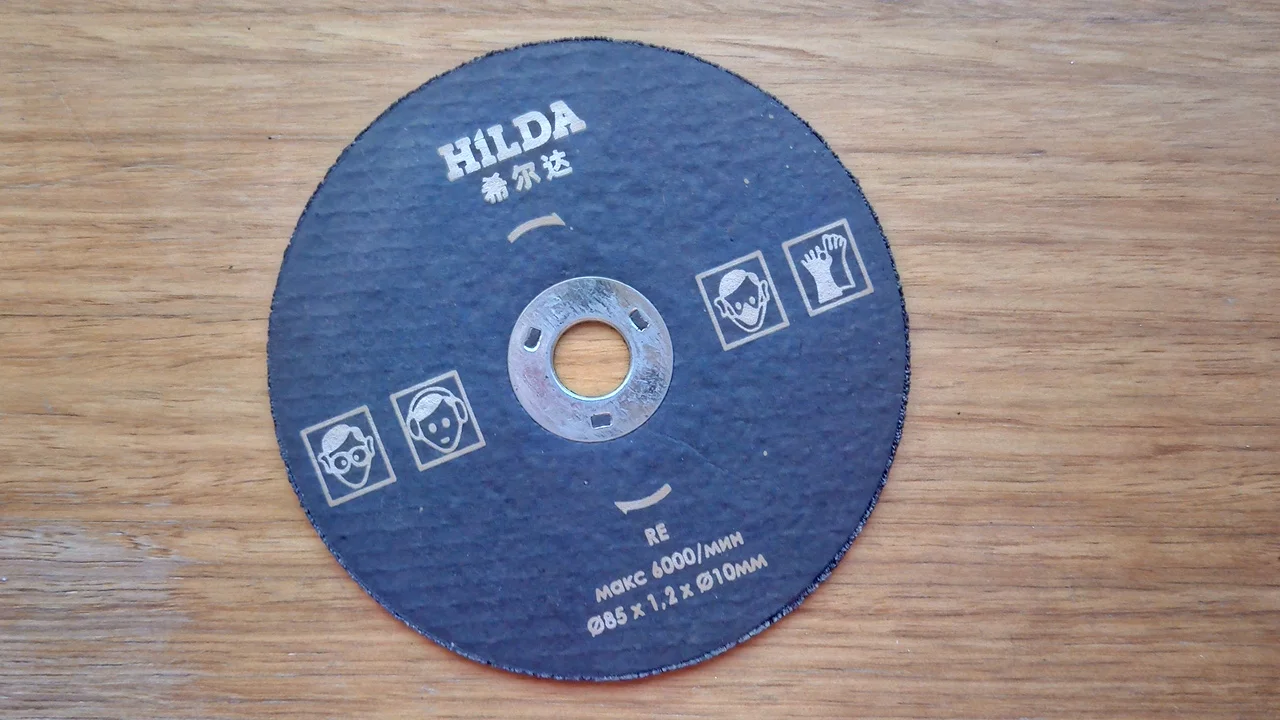 HiLDA
希尔达
RE
макс 6000/мин
Ø85 x 1,2 x Ø10мм